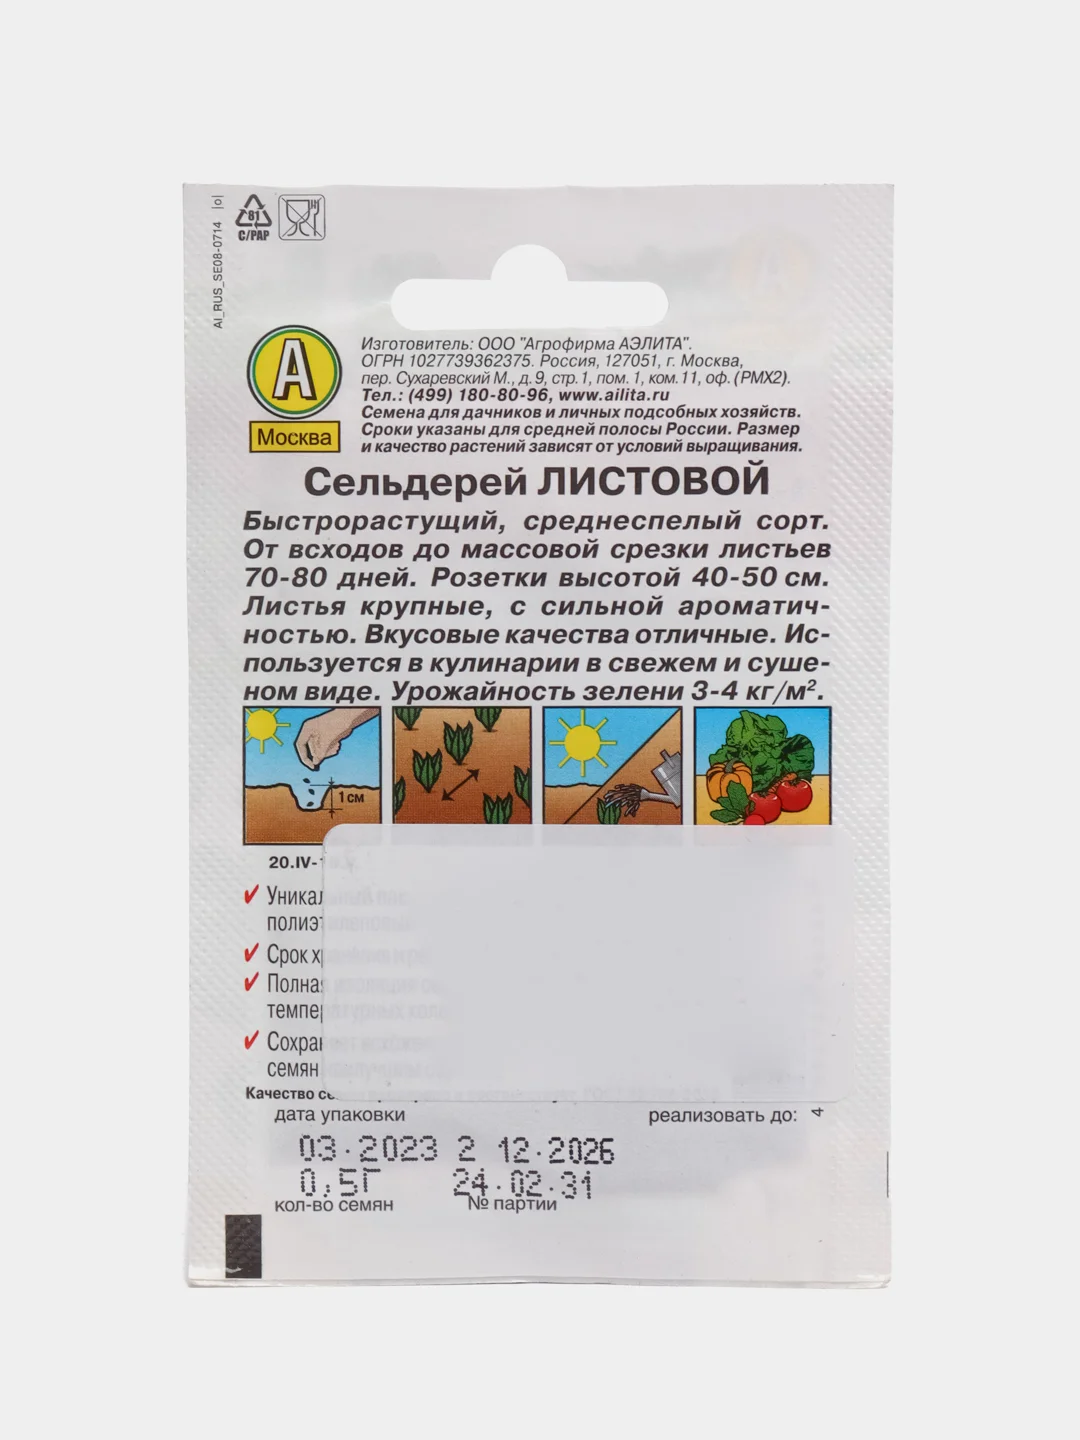 AI_RUS_SE08-0714 |o|
81
C/PAP
А
Москва
Изготовитель: ООО "Агрофирма АЭЛИТА".
ОГРН 1027739362375. Россия, 127051, г. Москва,
пер. Сухаревский М., д. 9, стр. 1, пом. 1, ком. 11, оф. (РМХ2).
Тел.: (499) 180-80-96, www.ailita.ru
Семена для дачников и личных подсобных хозяйств.
Сроки указаны для средней полосы России. Размер
и качество растений зависят от условий выращивания.
Сельдерей ЛИСТОВОЙ
Быстрорастущий, среднеспелый сорт.
От всходов до массовой срезки листьев
70-80 дней. Розетки высотой 40-50 см.
Листья крупные, с сильной ароматич-
ностью. Вкусовые качества отличные. Ис-
пользуется в кулинарии в свежем и суше-
ном виде. Урожайность зелени 3-4 кг/м².
1 см
20.IV-
Срок
Качество
дата упаковки
реализовать до:
4
03.2023 2 12.2026
0,5Г 24.02.31
кол-во семян
№ партии